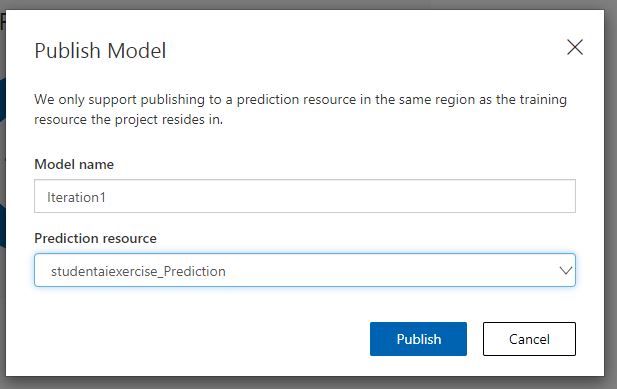 Publish Model
We only support publishing to a prediction resource in the same region as the training
resource the project resides in.
Model name
Iteration1
Prediction resource
studentaiexercise_Prediction
Publish
Cancel